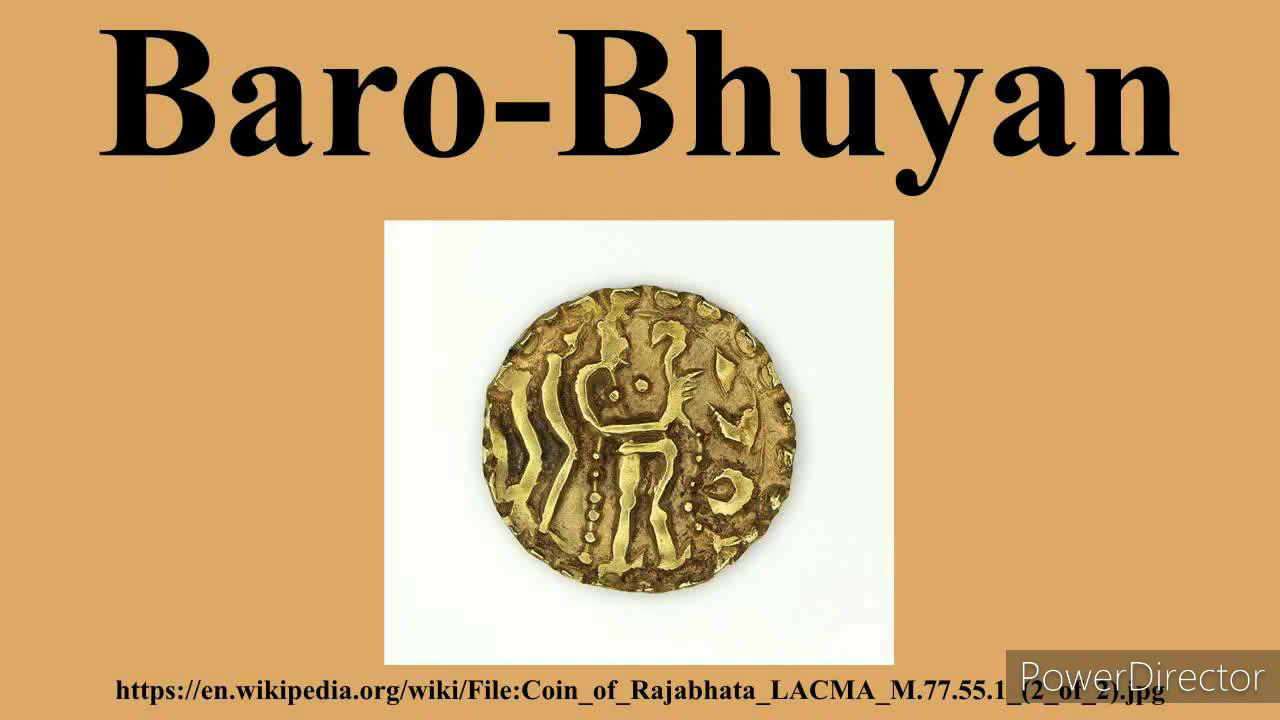 Baro-Bhuyan
https://en.wikipedia.org/wiki/File:Coin_of_Rajabhata_LACMA_M.77.55.1_(2_of_2).jpg
PowerDirector